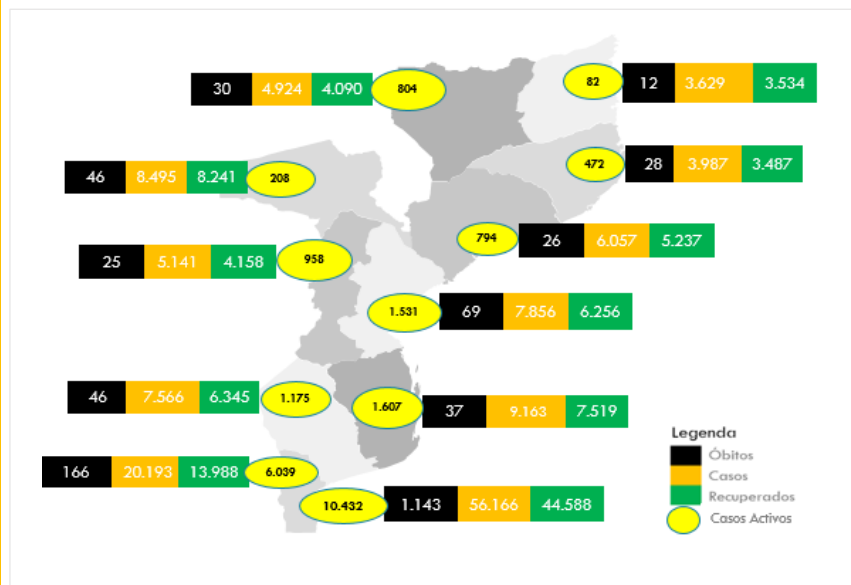 30 4.924 4.090 804
82 12 3.629 3.534
46 8.495 8.241 208
472 28 3.987 3.487
794 26 6.057 5.237
25 5.141 4.158 958
1.531 69 7.856 6.256
46 7.566 6.345 1.175
1.607 37 9.163 7.519
166 20.193 13.988 6.039
10.432 1.143 56.166 44.588
Legenda
Óbitos
Casos
Recuperados
Casos Activos